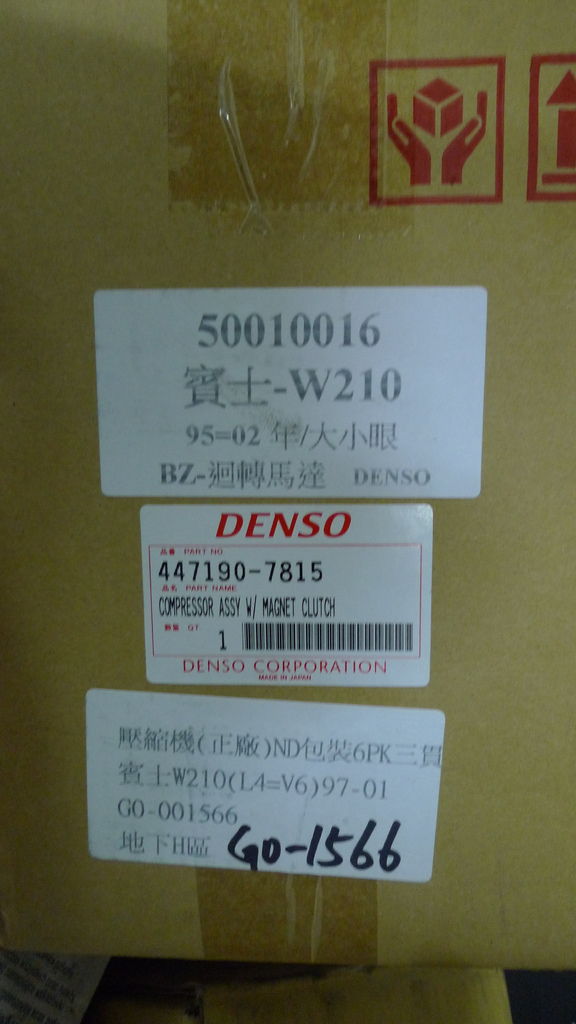 50010016
賓士-W210
95=02 年/大小眼
BZ-迴轉馬達 DENSO
DENSO
品番 PART NO
447190-7815
品名 PART NAME
COMPRESSOR ASSY W/ MAGNET CLUTCH
數量 QT
1
DENSO CORPORATION
MADE IN JAPAN
壓縮機(正廠)ND包裝6PK三貫
賓士W210(L4=V6)97-01
GO-001566
地下H區 GO-1566